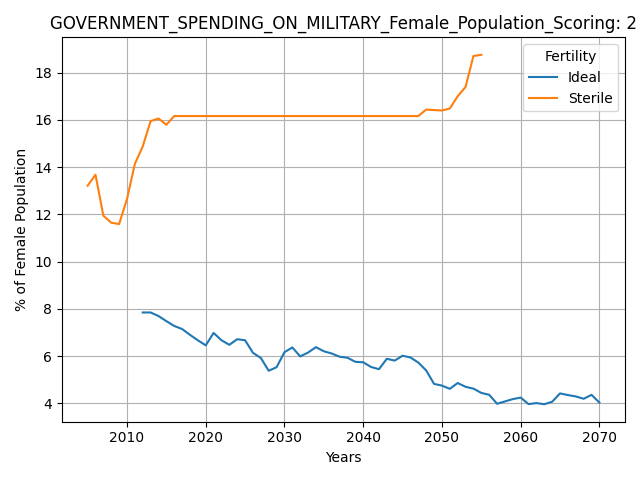 GOVERNMENT_SPENDING_ON_MILITARY_Female_Population_Scoring: 2
Fertility
Ideal
Sterile
% of Female Population
18
16
14
12
10
8
6
4
2010 2020 2030 2040 2050 2060 2070
Years